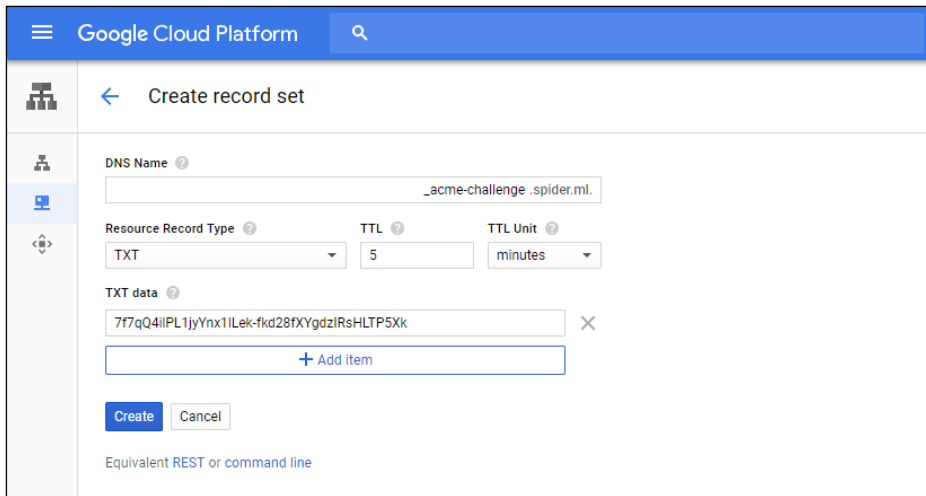 Google Cloud Platform
Create record set
DNS Name
_acme-challenge .spider.ml.
Resource Record Type TTL TTL Unit
TXT 5 minutes
TXT data
7f7qQ4ilPL1jyYnx1lLek-fkd28fXYgdzIRsHLTP5Xk
+ Add item
Create Cancel
Equivalent REST or command line